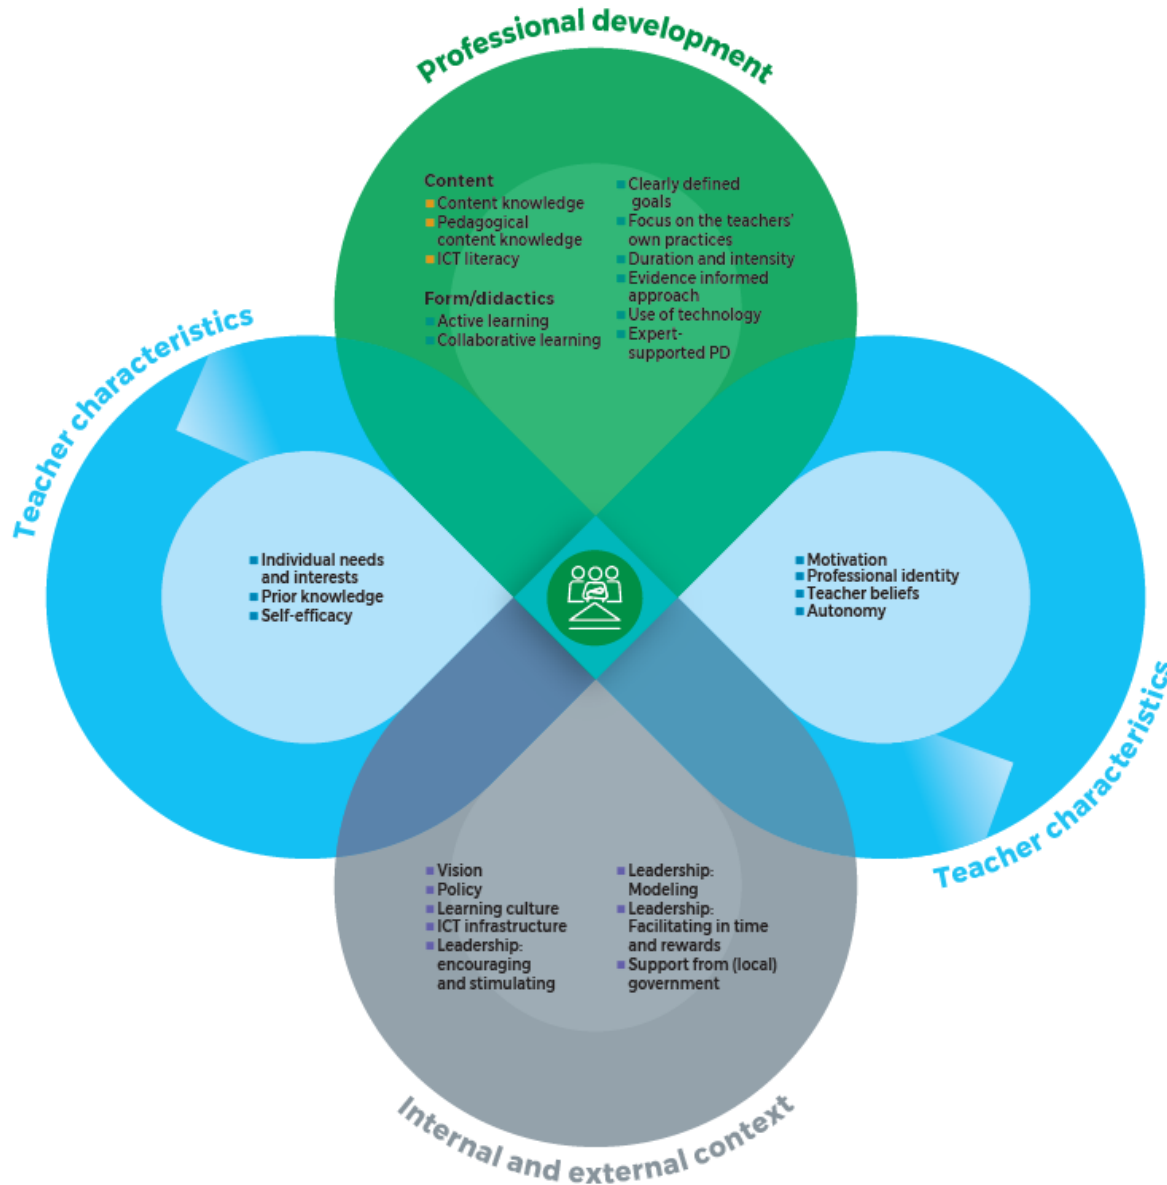 Professional development
Content
Content knowledge
Pedagogical
content knowledge
ICT literacy
Form/didactics
Active learning
Collaborative learning
Clearly defined
goals
Focus on the teachers'
own practices
Duration and intensity
Evidence informed
approach
Use of technology
Expert-
supported PD
Teacher characteristics
Individual needs
and interests
Prior knowledge
Self-efficacy
Motivation
Professional identity
Teacher beliefs
Autonomy
Teacher characteristics
Vision
Policy
Learning culture
ICT infrastructure
Leadership:
encouraging
and stimulating
Leadership:
Modeling
Leadership:
Facilitating in time
and rewards
Support from (local)
government
Internal and external context